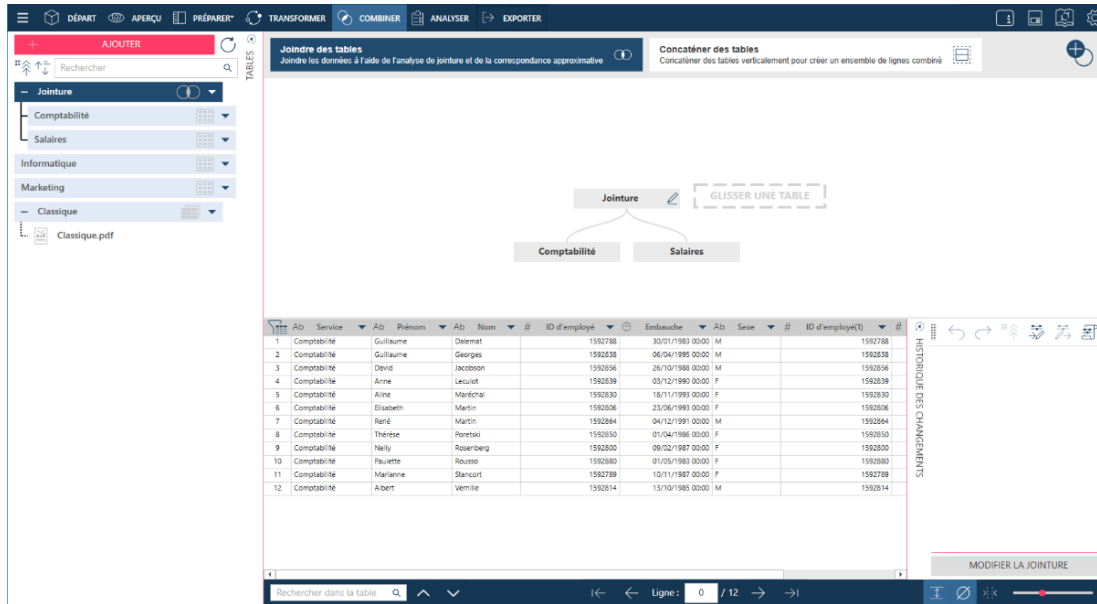 DÉPART APERÇU PRÉPARER* TRANSFORMER COMBINER ANALYSER EXPORTER
AJOUTER
Rechercher
Jointure
Comptabilité
Salaires
Informatique
Marketing
Classique
Classique.pdf
TABLES
Joindre des tables
Joindre les données à l'aide de l'analyse de jointure et de la correspondance approximative
Concaténer des tables
Concaténer des tables verticalement pour créer un ensemble de lignes combiné
Jointure
GLISSER UNE TABLE
Comptabilité Salaires
Ab Service Ab Prénom Ab Nom # ID d'employé Embauche Ab Sexe # ID d'employé(1) #
1 Comptabilité Guillaume Dalemat 1592788 30/01/1983 00:00 M 1592788
2 Comptabilité Guillaume Georges 1592838 06/04/1995 00:00 M 1592838
3 Comptabilité David Jacobson 1592856 26/10/1988 00:00 M 1592856
4 Comptabilité Anne Leculot 1592839 03/12/1990 00:00 F 1592839
5 Comptabilité Aline Maréchal 1592830 18/11/1993 00:00 F 1592830
6 Comptabilité Elisabeth Martin 1592806 23/06/1993 00:00 F 1592806
7 Comptabilité René Martin 1592864 04/12/1991 00:00 M 1592864
8 Comptabilité Thérèse Poretski 1592850 01/04/1986 00:00 F 1592850
9 Comptabilité Nelly Rosenberg 1592800 09/02/1987 00:00 F 1592800
10 Comptabilité Paulette Rousso 1592880 01/05/1983 00:00 F 1592880
11 Comptabilité Marianne Stancort 1592789 10/11/1987 00:00 F 1592789
12 Comptabilité Albert Vernille 1592814 13/10/1985 00:00 M 1592814
HISTORIQUE DES CHANGEMENTS
MODIFIER LA JOINTURE
Rechercher dans la table
Ligne : 0 / 12